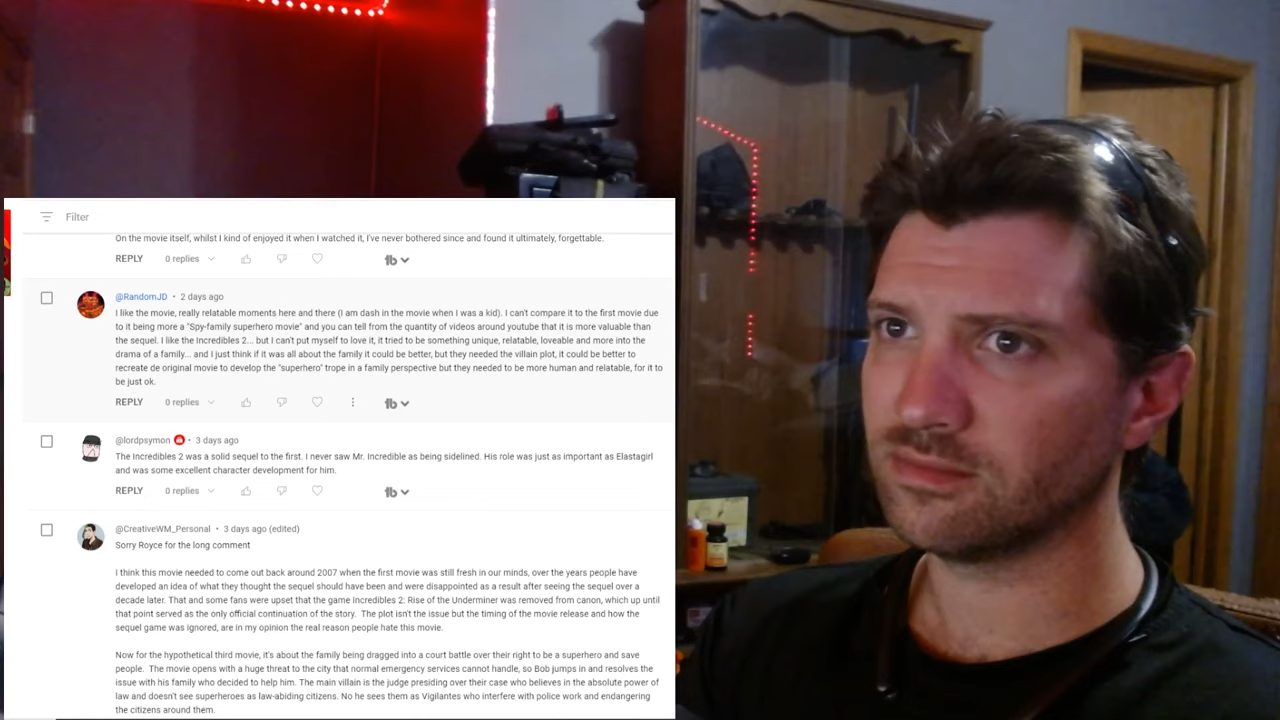 Filter
On the movie itself, whilst I kind of enjoyed it when I watched it, I've never bothered since and found it ultimately, forgettable.
REPLY 0 replies
@RandomJD • 2 days ago
I like the movie, really relatable moments here and there (I am dash in the movie when I was a kid). I can't compare it to the first movie due
to it being more a "Spy-family superhero movie" and you can tell from the quantity of videos around youtube that it is more valuable than
the sequel. I like the Incredibles 2... but I can't put myself to love it, it tried to be something unique, relatable, loveable and more into the
drama of a family... and I just think if it was all about the family it could be better, but they needed the villain plot, it could be better to
recreate de original movie to develop the "superhero" trope in a family perspective but they needed to be more human and relatable, for it to
be just ok.
REPLY 0 replies
@lordpsymon • 3 days ago
The Incredibles 2 was a solid sequel to the first. I never saw Mr. Incredible as being sidelined. His role was just as important as Elastagirl
and was some excellent character development for him.
REPLY 0 replies
@CreativeWM_Personal • 3 days ago (edited)
Sorry Royce for the long comment
I think this movie needed to come out back around 2007 when the first movie was still fresh in our minds, over the years people have
developed an idea of what they thought the sequel should have been and were disappointed as a result after seeing the sequel over a
decade later. That and some fans were upset that the game Incredibles 2: Rise of the Underminer was removed from canon, which up until
that point served as the only official continuation of the story. The plot isn't the issue but the timing of the movie release and how the
sequel game was ignored, are in my opinion the real reason people hate this movie.
Now for the hypothetical third movie, it's about the family being dragged into a court battle over their right to be a superhero and save
people. The movie opens with a huge threat to the city that normal emergency services cannot handle, so Bob jumps in and resolves the
issue with his family who decided to help him. The main villain is the judge presiding over their case who believes in the absolute power of
law and doesn't see superheroes as law-abiding citizens. No he sees them as Vigilantes who interfere with police work and endangering
the citizens around them.